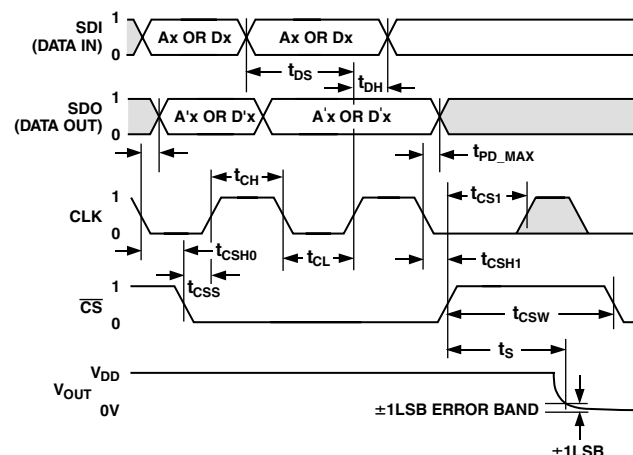 SDI
(DATA IN)
1
0
Ax OR Dx
Ax OR Dx
tDS
tDH
SDO
(DATA OUT)
1
0
A'x OR D'x
A'x OR D'x
tPD_MAX
tCH
tCS1
CLK
1
0
tCSH0
tCL
tCSH1
tCSS
CS
1
0
tCSW
tS
VDD
VOUT
0V
±1LSB ERROR BAND
±1LSB